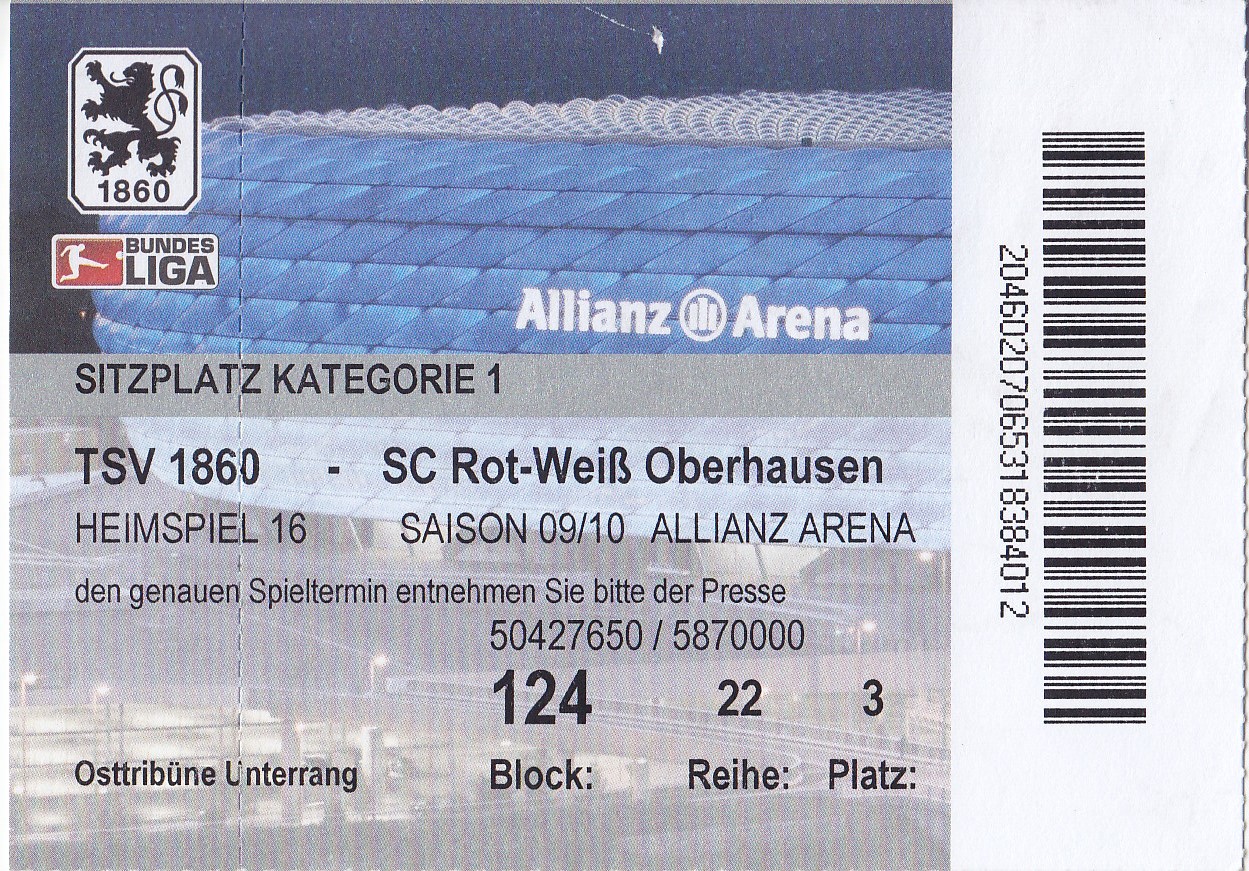 1860
BUNDES
LIGA
Allianz Arena
SITZPLATZ KATEGORIE 1
TSV 1860 - SC Rot-Weiß Oberhausen
HEIMSPIEL 16 SAISON 09/10 ALLIANZ ARENA
den genauen Spieltermin entnehmen Sie bitte der Presse
50427650 / 5870000
124 22 3
Osttribüne Unterrang Block: Reihe: Platz:
204602070653183840​12